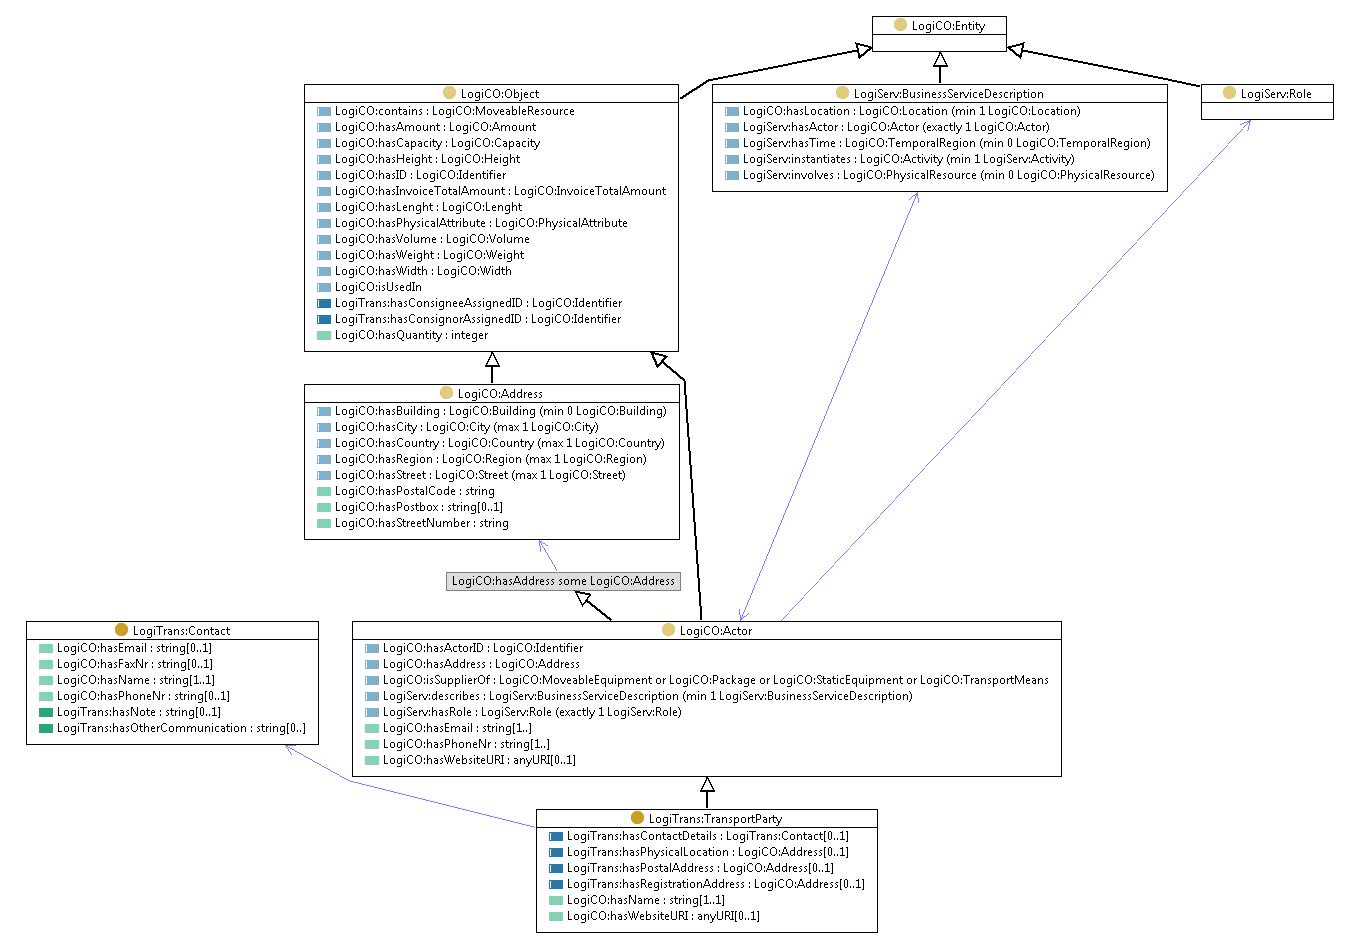 LogiCO:Entity
LogiCO:Object
LogiCO:contains : LogiCO:MoveableResource
LogiCO:hasAmount : LogiCO:Amount
LogiCO:hasCapacity : LogiCO:Capacity
LogiCO:hasHeight : LogiCO:Height
LogiCO:hasID : LogiCO:Identifier
LogiCO:hasInvoiceTotalAmount : LogiCO:InvoiceTotalAmount
LogiCO:hasLenght : LogiCO:Lenght
LogiCO:hasPhysicalAttribute : LogiCO:PhysicalAttribute
LogiCO:hasVolume : LogiCO:Volume
LogiCO:hasWeight : LogiCO:Weight
LogiCO:hasWidth : LogiCO:Width
LogiCO:isUsedIn
LogiTrans:hasConsigneeAssignedID : LogiCO:Identifier
LogiTrans:hasConsignorAssignedID : LogiCO:Identifier
LogiCO:hasQuantity : integer
LogiServ:BusinessServiceDescription
LogiCO:hasLocation : LogiCO:Location (min 1 LogiCO:Location)
LogiServ:hasActor : LogiCO:Actor (exactly 1 LogiCO:Actor)
LogiServ:hasTime : LogiCO:TemporalRegion (min 0 LogiCO:TemporalRegion)
LogiServ:instantiates : LogiCO:Activity (min 1 LogiServ:Activity)
LogiServ:involves : LogiCO:PhysicalResource (min 0 LogiCO:PhysicalResource)
LogiServ:Role
LogiCO:Address
LogiCO:hasBuilding : LogiCO:Building (min 0 LogiCO:Building)
LogiCO:hasCity : LogiCO:City (max 1 LogiCO:City)
LogiCO:hasCountry : LogiCO:Country (max 1 LogiCO:Country)
LogiCO:hasRegion : LogiCO:Region (max 1 LogiCO:Region)
LogiCO:hasStreet : LogiCO:Street (max 1 LogiCO:Street)
LogiCO:hasPostalCode : string
LogiCO:hasPostbox : string[0..1]
LogiCO:hasStreetNumber : string
LogiCO:hasAddress some LogiCO:Address
LogiTrans:Contact
LogiCO:hasEmail : string[0..1]
LogiCO:hasFaxNr : string[0..1]
LogiCO:hasName : string[1..1]
LogiCO:hasPhoneNr : string[0..1]
LogiTrans:hasNote : string[0..1]
LogiTrans:hasOtherCommunication : string[0..]
LogiCO:Actor
LogiCO:hasActorID : LogiCO:Identifier
LogiCO:hasAddress : LogiCO:Address
LogiCO:isSupplierOf : LogiCO:MoveableEquipment or LogiCO:Package or LogiCO:StaticEquipment or LogiCO:TransportMeans
LogiServ:describes : LogiServ:BusinessServiceDescription (min 1 LogiServ:BusinessServiceDescription)
LogiServ:hasRole : LogiServ:Role (exactly 1 LogiServ:Role)
LogiCO:hasEmail : string[1..]
LogiCO:hasPhoneNr : string[1..]
LogiCO:hasWebsiteURI : anyURI[0..1]
LogiTrans:TransportParty
LogiTrans:hasContactDetails : LogiTrans:Contact[0..1]
LogiTrans:hasPhysicalLocation : LogiCO:Address[0..1]
LogiTrans:hasPostalAddress : LogiCO:Address[0..1]
LogiTrans:hasRegistrationAddress : LogiCO:Address[0..1]
LogiCO:hasName : string[1..1]
LogiCO:hasWebsiteURI : anyURI[0..1]